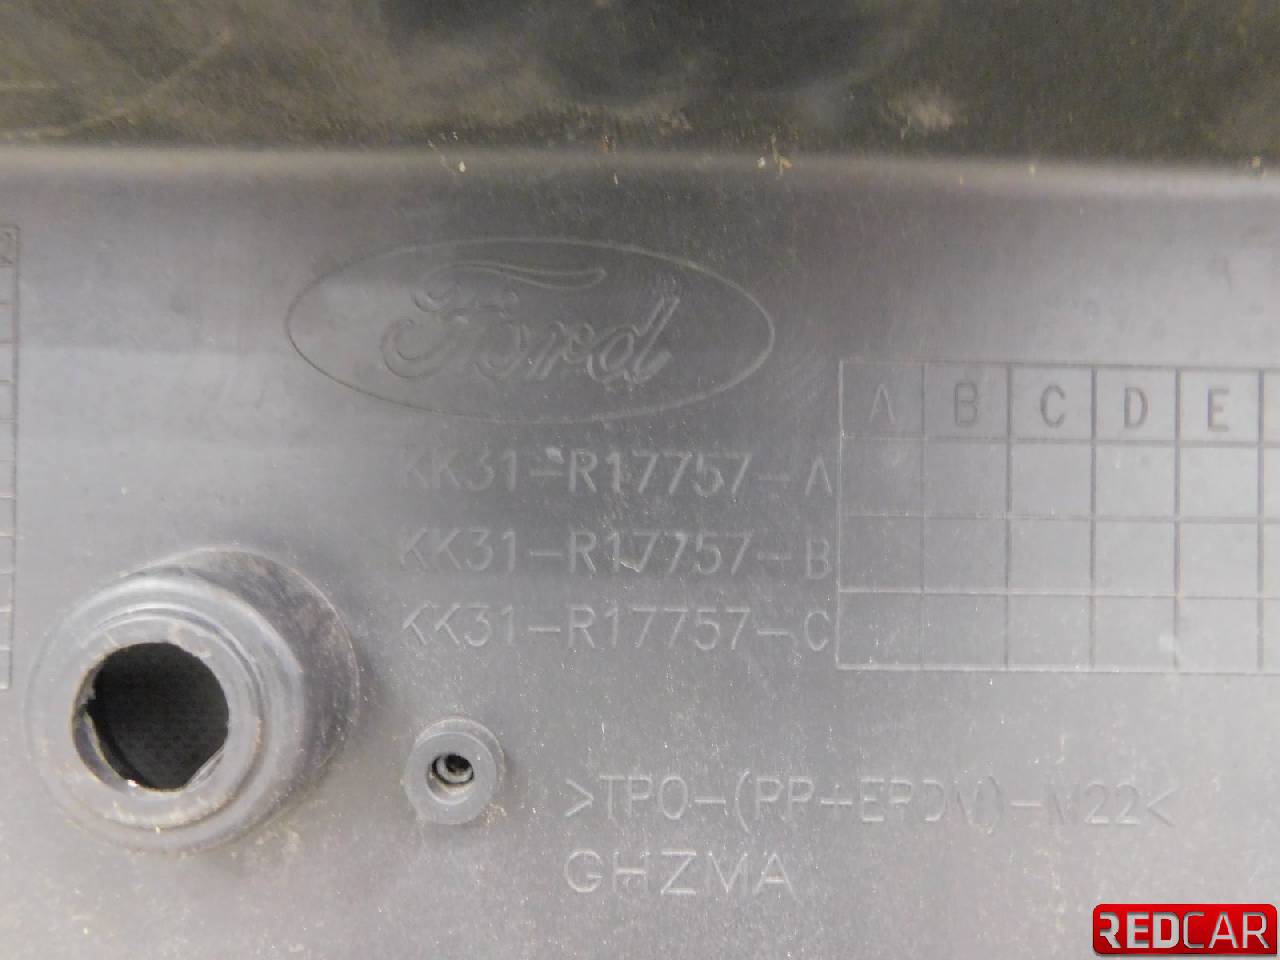 Ford
A B C D E
KK31-R17757-A
KK31-R17757-B
KK31-R17757-C
>TPO-(PP+EPDM)-M22<
GHZMA
REDCAR